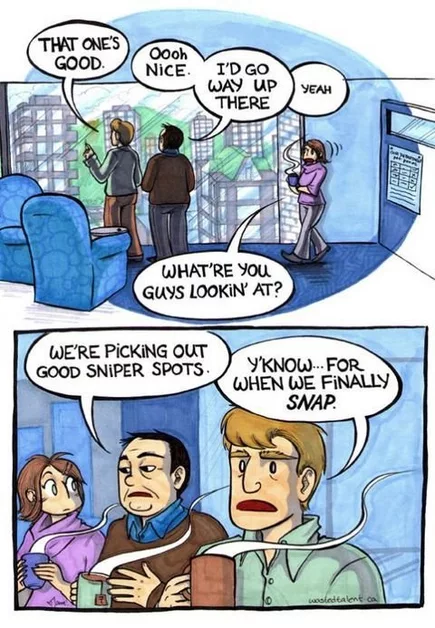 THAT ONE'S
GOOD.
Oooh
NICE.
I'D GO
WAY UP
THERE
YEAH
WHAT'RE YOU
GUYS LOOKIN' AT?
WE'RE PICKING OUT
GOOD SNIPER SPOTS.
Y'KNOW...FOR
WHEN WE FINALLY
SNAP.
wastedtalent.ca